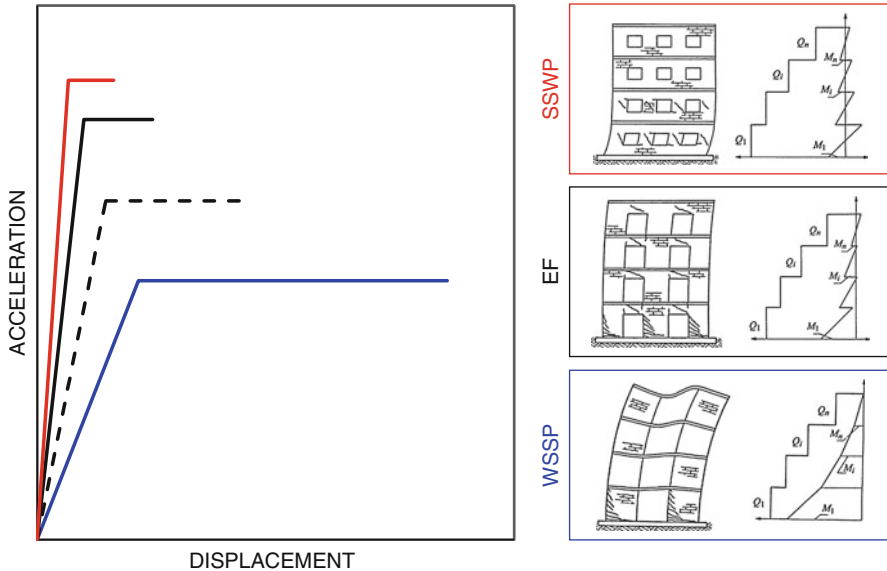 ACCELERATION
DISPLACEMENT
SSWP
Qn
Qi
Q1
Mn
Mi
M1
EF
Qn
Qi
Q1
Mn
Mi
M1
WSSP
Qn
Qi
Q1
Mn
Mi
M1